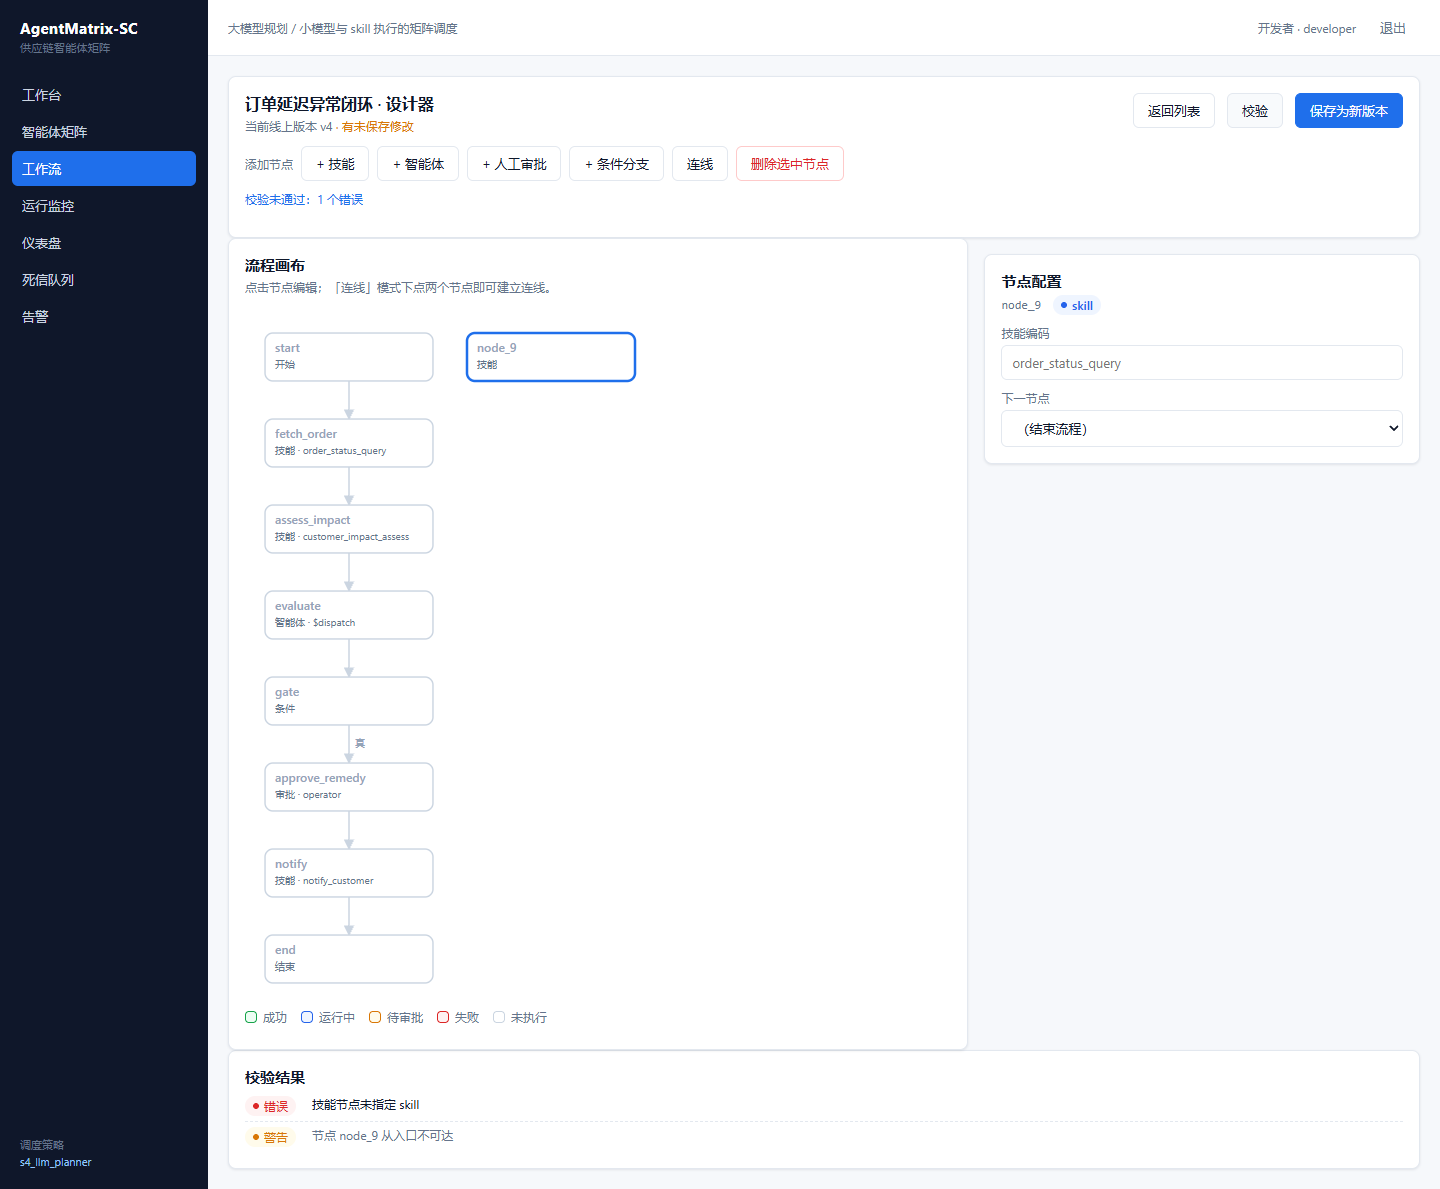 AgentMatrix-SC
供应链智能体矩阵
工作台
智能体矩阵
工作流
运行监控
仪表盘
死信队列
告警
调度策略
s4_llm_planner
大模型规划 / 小模型与 skill 执行的矩阵调度
开发者 · developer
退出
订单延迟异常闭环 · 设计器
当前线上版本 v4 · 有未保存修改
返回列表
校验
保存为新版本
添加节点
+ 技能
+ 智能体
+ 人工审批
+ 条件分支
连线
删除选中节点
校验未通过：1 个错误
流程画布
点击节点编辑；「连线」模式下点两个节点即可建立连线。
start
开始
node_9
技能
fetch_order
技能 · order_status_query
assess_impact
技能 · customer_impact_assess
evaluate
智能体 · $dispatch
gate
条件
真
approve_remedy
审批 · operator
notify
技能 · notify_customer
end
结束
成功
运行中
待审批
失败
未执行
节点配置
node_9
skill
技能编码
order_status_query
下一节点
（结束流程）
校验结果
错误
技能节点未指定 skill
警告
节点 node_9 从入口不可达